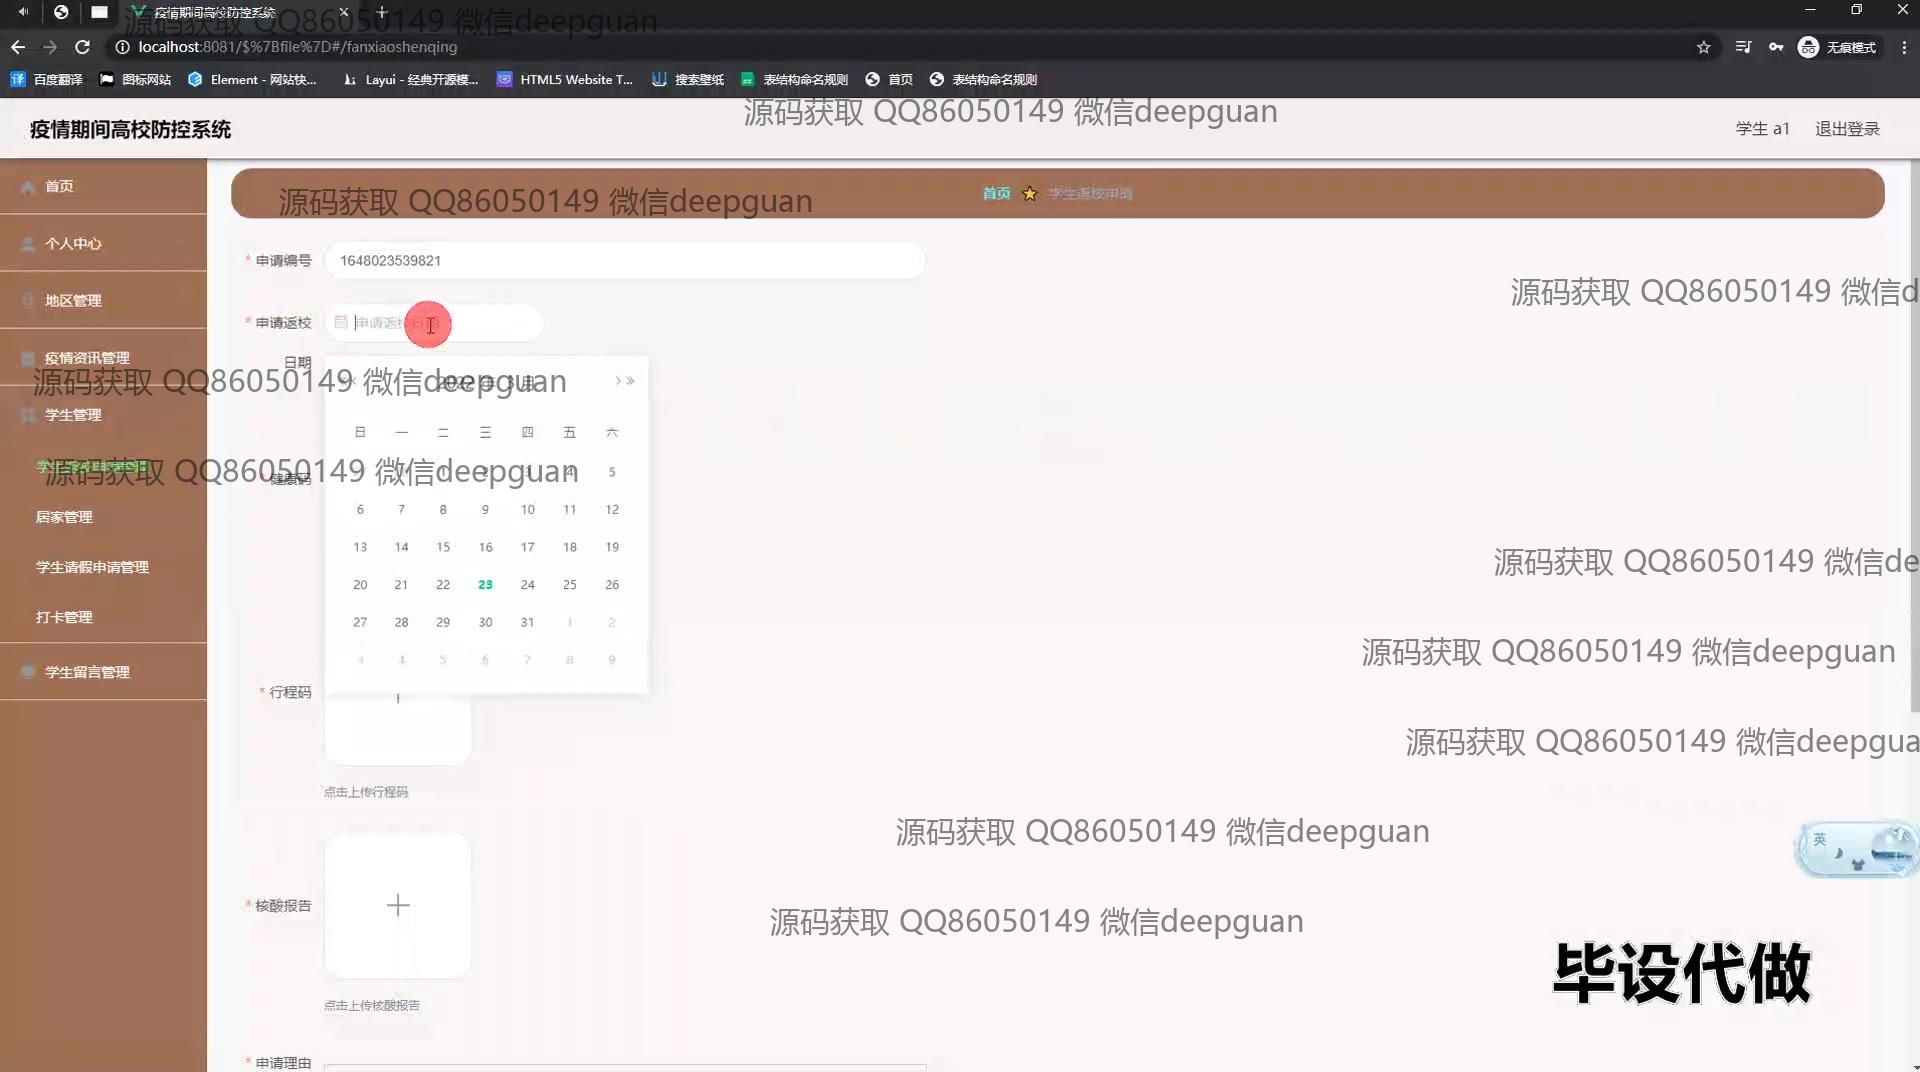 疫情期间高校防控系统
源码获取 QQ86050149 微信deepguan
localhost:8081/$%7Bfile%7D#/fanxiaoshenqing
无痕模式
百度翻译
图标网站
Element - 网站快...
Layui - 经典开源模...
HTML5 Website T...
搜索壁纸
表结构命名规则
首页
表结构命名规则
源码获取 QQ86050149 微信deepguan
疫情期间高校防控系统
学生 a1
退出登录
首页
源码获取 QQ86050149 微信deepguan
首页
学生返校申请
个人中心
* 申请编号
1648023539821
地区管理
源码获取 QQ86050149 微信d
* 申请返校日期
申请返校日期
疫情资讯管理
源码获取 QQ86050149 微信deepguan
2022 年 3 月
学生管理
日 一 二 三 四 五 六
源码获取 QQ86050149 微信deepguan
健康码
1 2 3 4 5
居家管理
6 7 8 9 10 11 12
13 14 15 16 17 18 19
源码获取 QQ86050149 微信de
学生请假申请管理
20 21 22 23 24 25 26
打卡管理
27 28 29 30 31 1 2
3 4 5 6 7 8 9
源码获取 QQ86050149 微信deepguan
学生留言管理
* 行程码
源码获取 QQ86050149 微信deepgua
点击上传行程码
源码获取 QQ86050149 微信deepguan
英
* 核酸报告
源码获取 QQ86050149 微信deepguan
毕设代做
点击上传核酸报告
* 申请理由